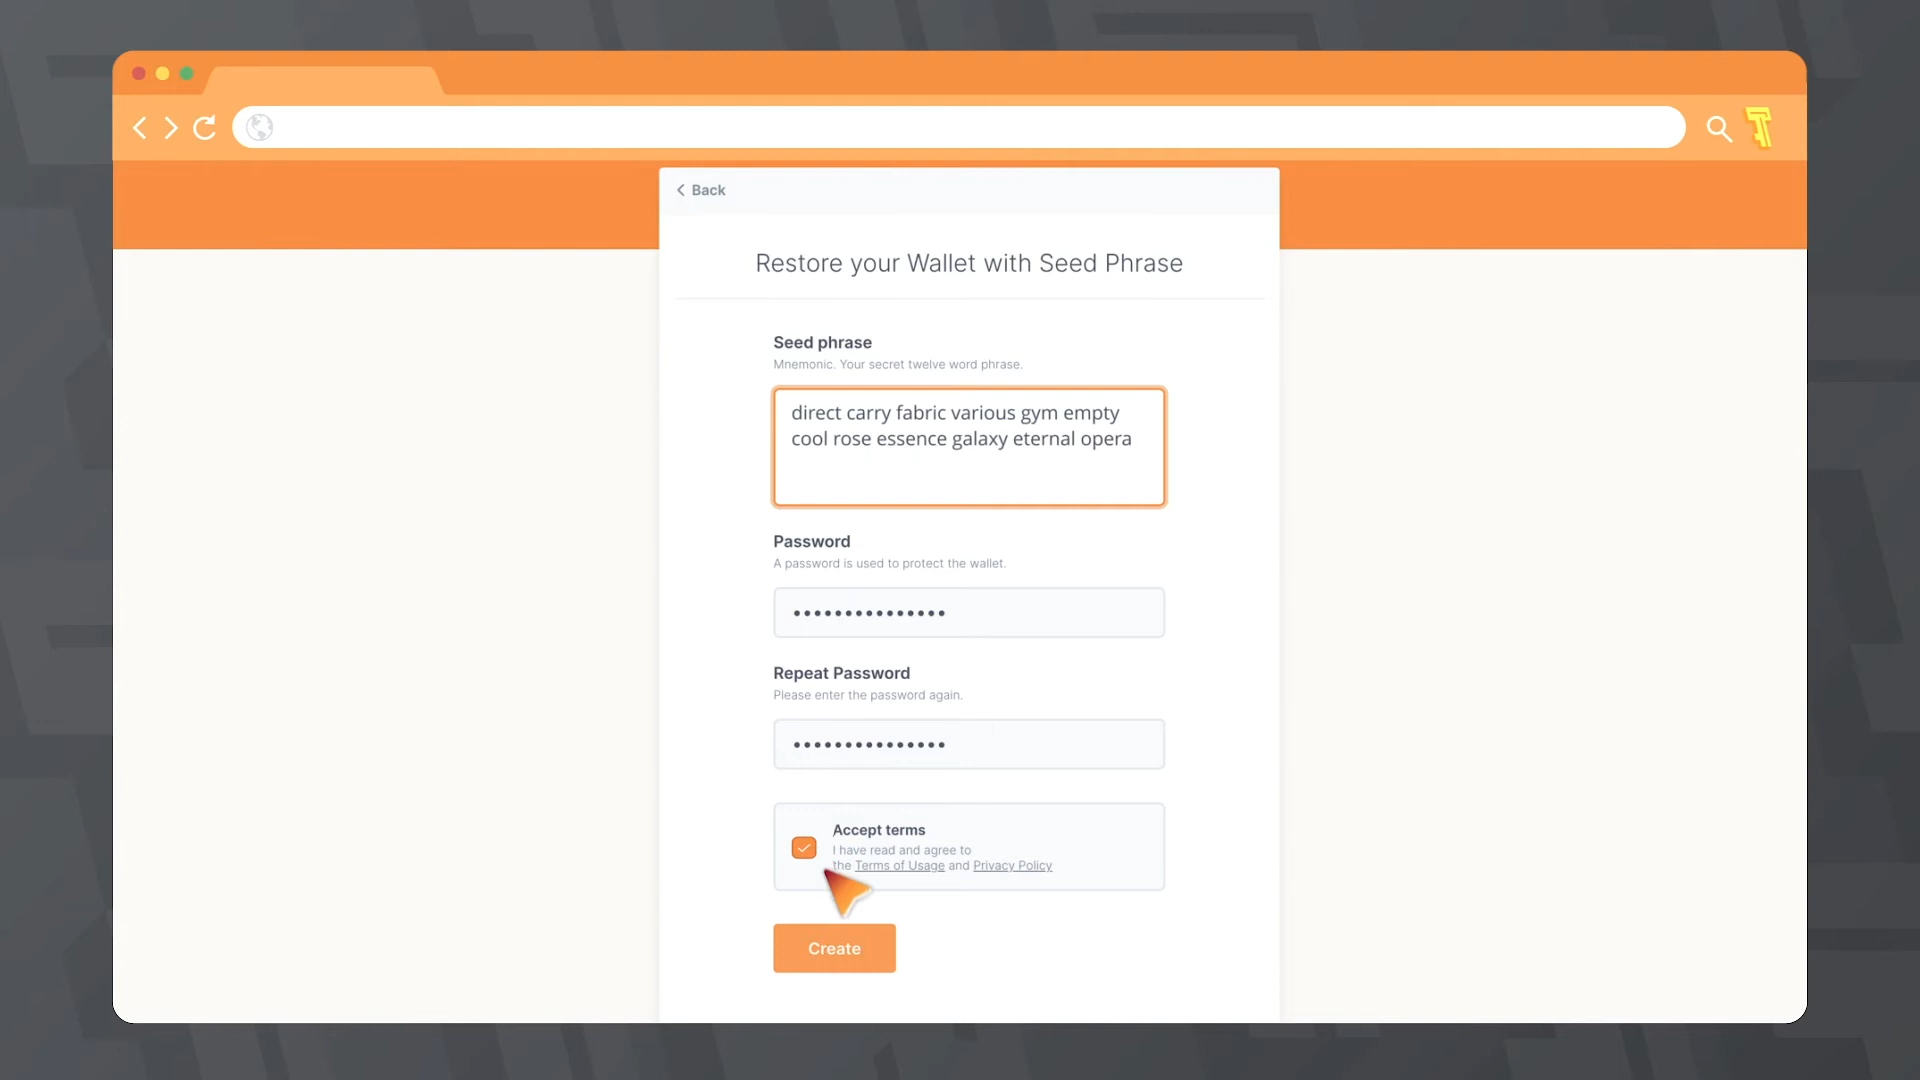 Back
Restore your Wallet with Seed Phrase
Seed phrase
Mnemonic. Your secret twelve word phrase.
direct carry fabric various gym empty
cool rose essence galaxy eternal opera
Password
A password is used to protect the wallet.
•••••••••••••••
Repeat Password
Please enter the password again.
•••••••••••••••
Accept terms
I have read and agree to
the Terms of Usage and Privacy Policy
Create